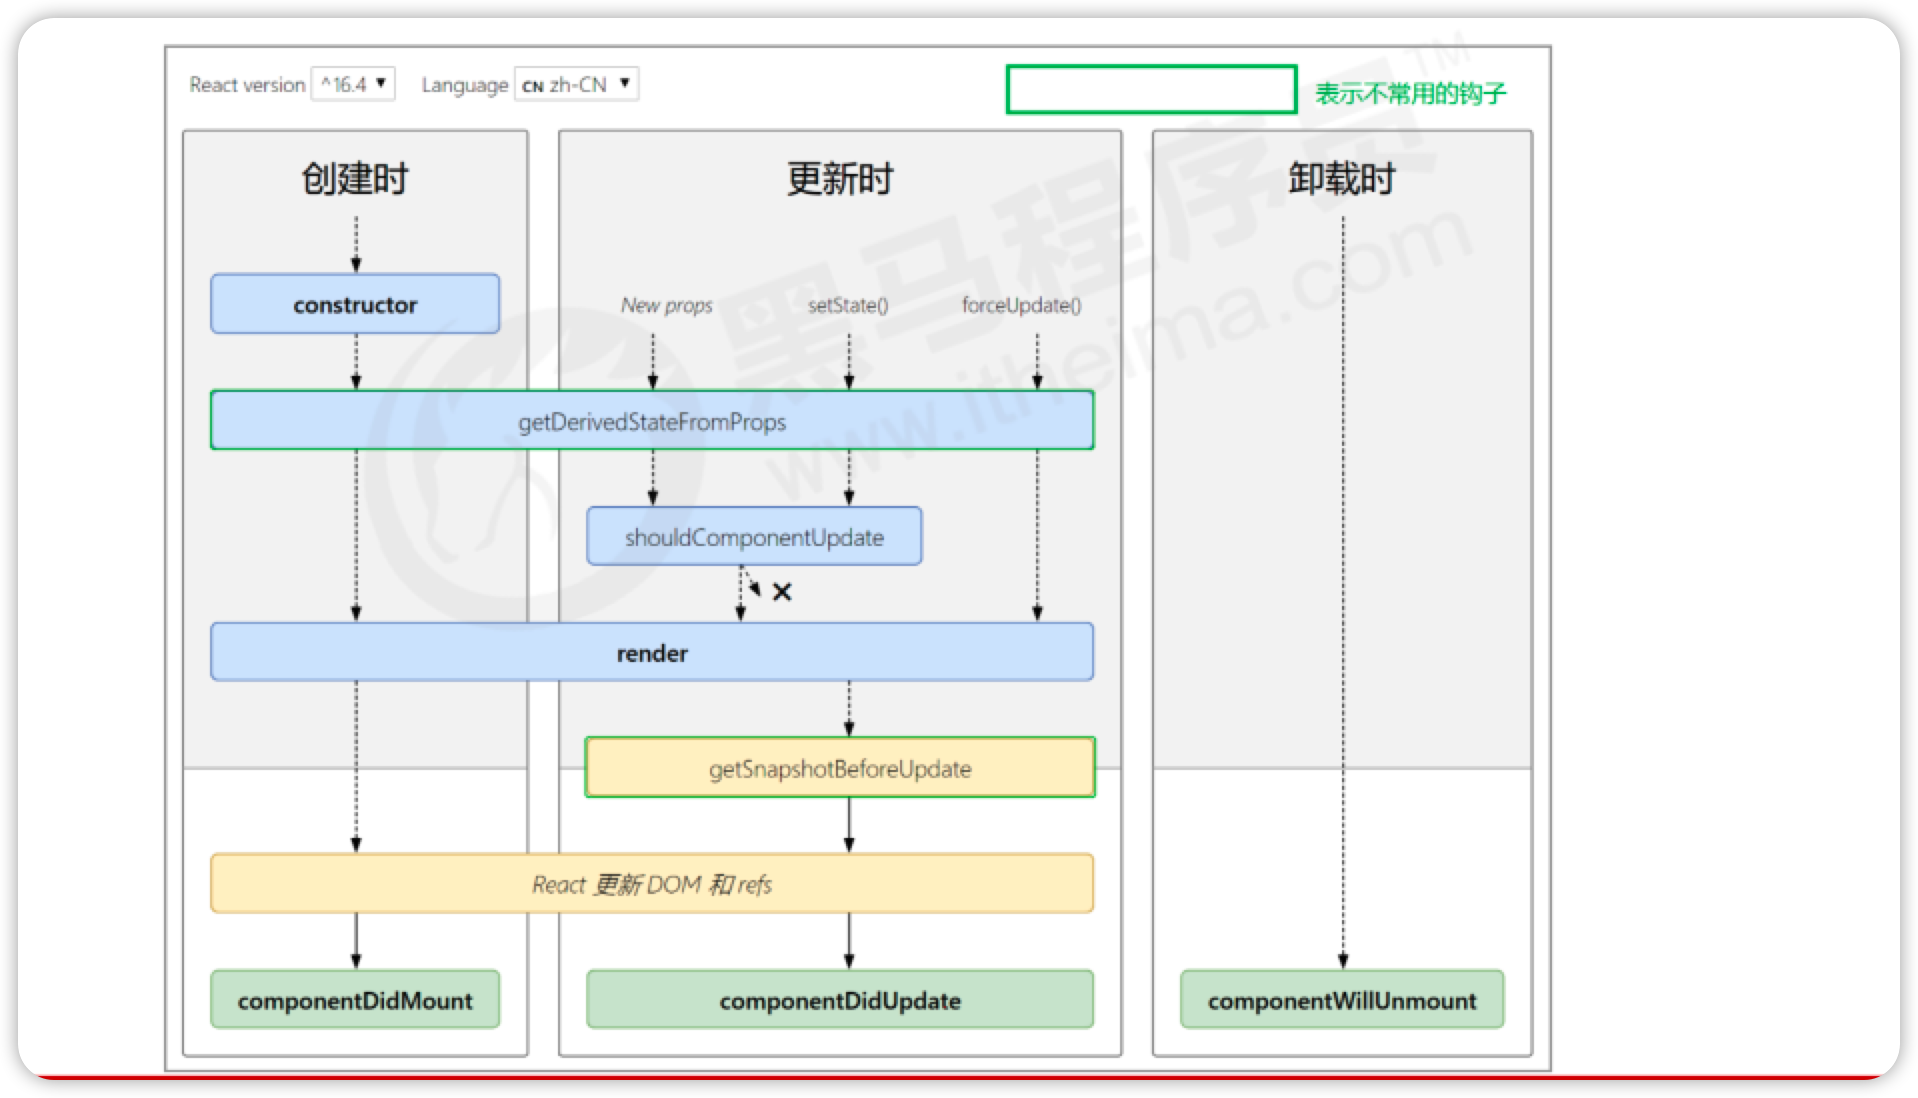 React version ^16.4 ▼ Language CN zh-CN ▼
表示不常用的钩子
创建时
更新时
卸载时
constructor
New props
setState()
forceUpdate()
getDerivedStateFromProps
shouldComponentUpdate
render
getSnapshotBeforeUpdate
React 更新 DOM 和 refs
componentDidMount
componentDidUpdate
componentWillUnmount
黑马程序员™
www.itheima.com